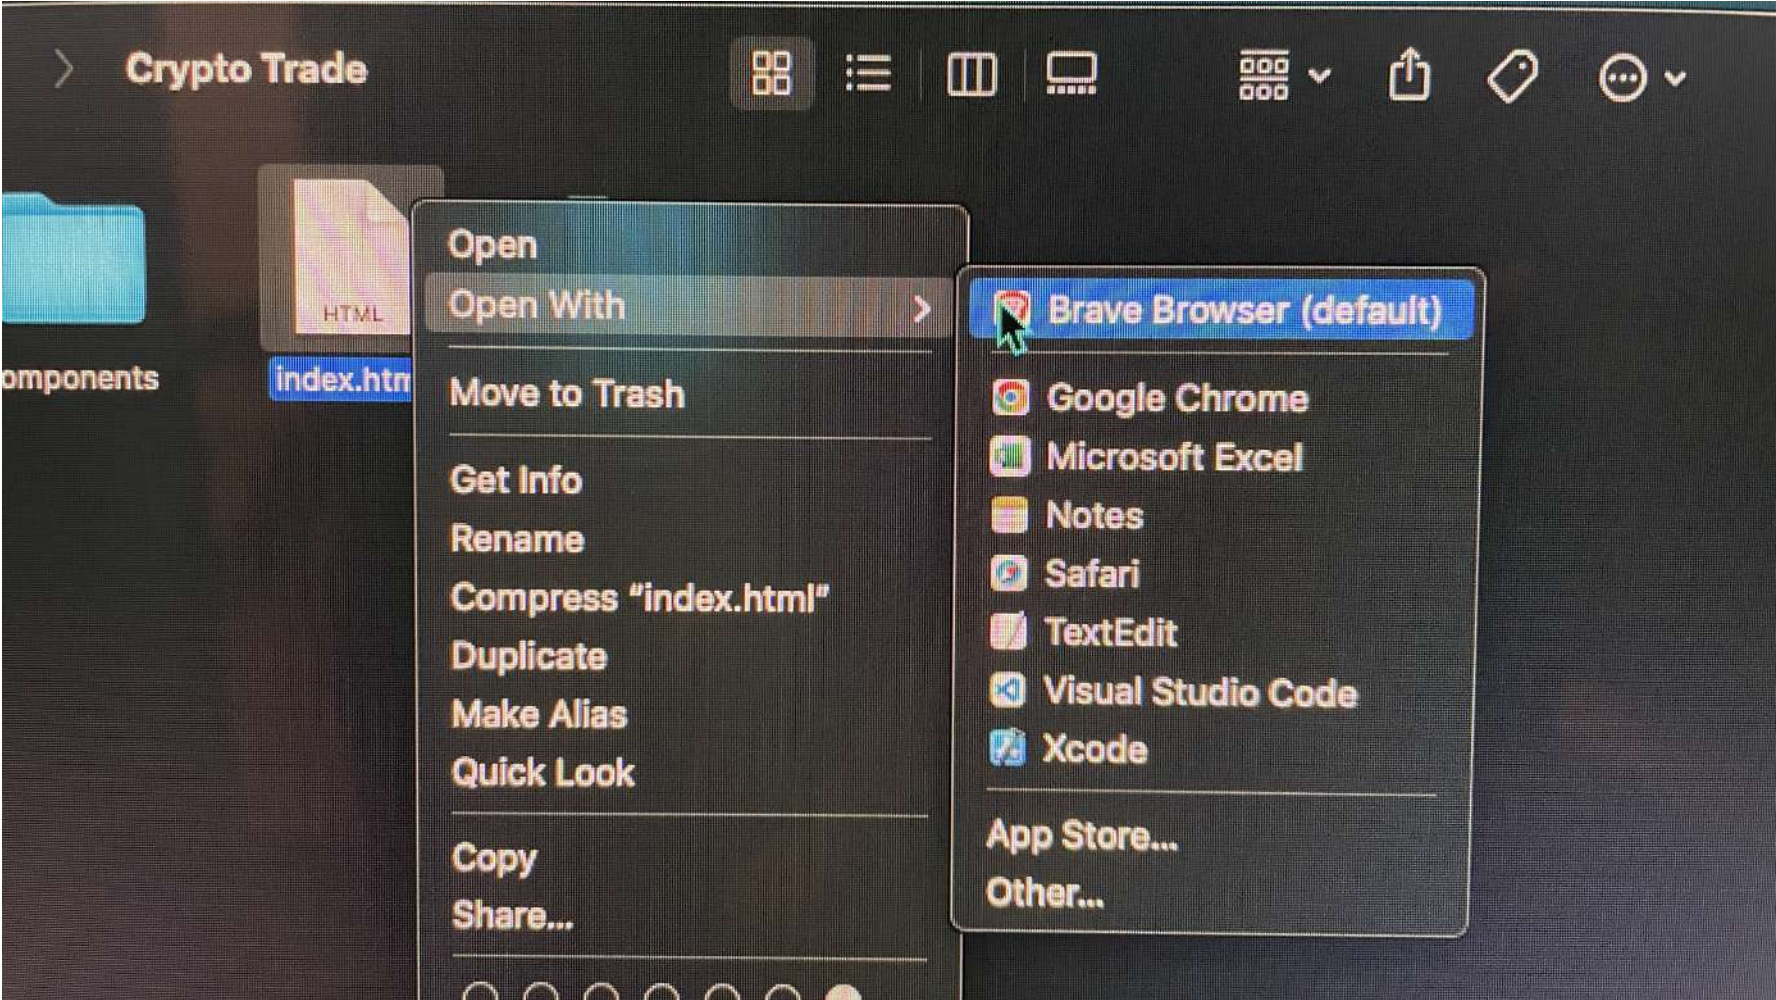 Crypto Trade
HTML
omponents
index.htm
Open
Open With
Move to Trash
Get Info
Rename
Compress "index.html"
Duplicate
Make Alias
Quick Look
Copy
Share...
Brave Browser (default)
Google Chrome
Microsoft Excel
Notes
Safari
TextEdit
Visual Studio Code
Xcode
App Store...
Other...